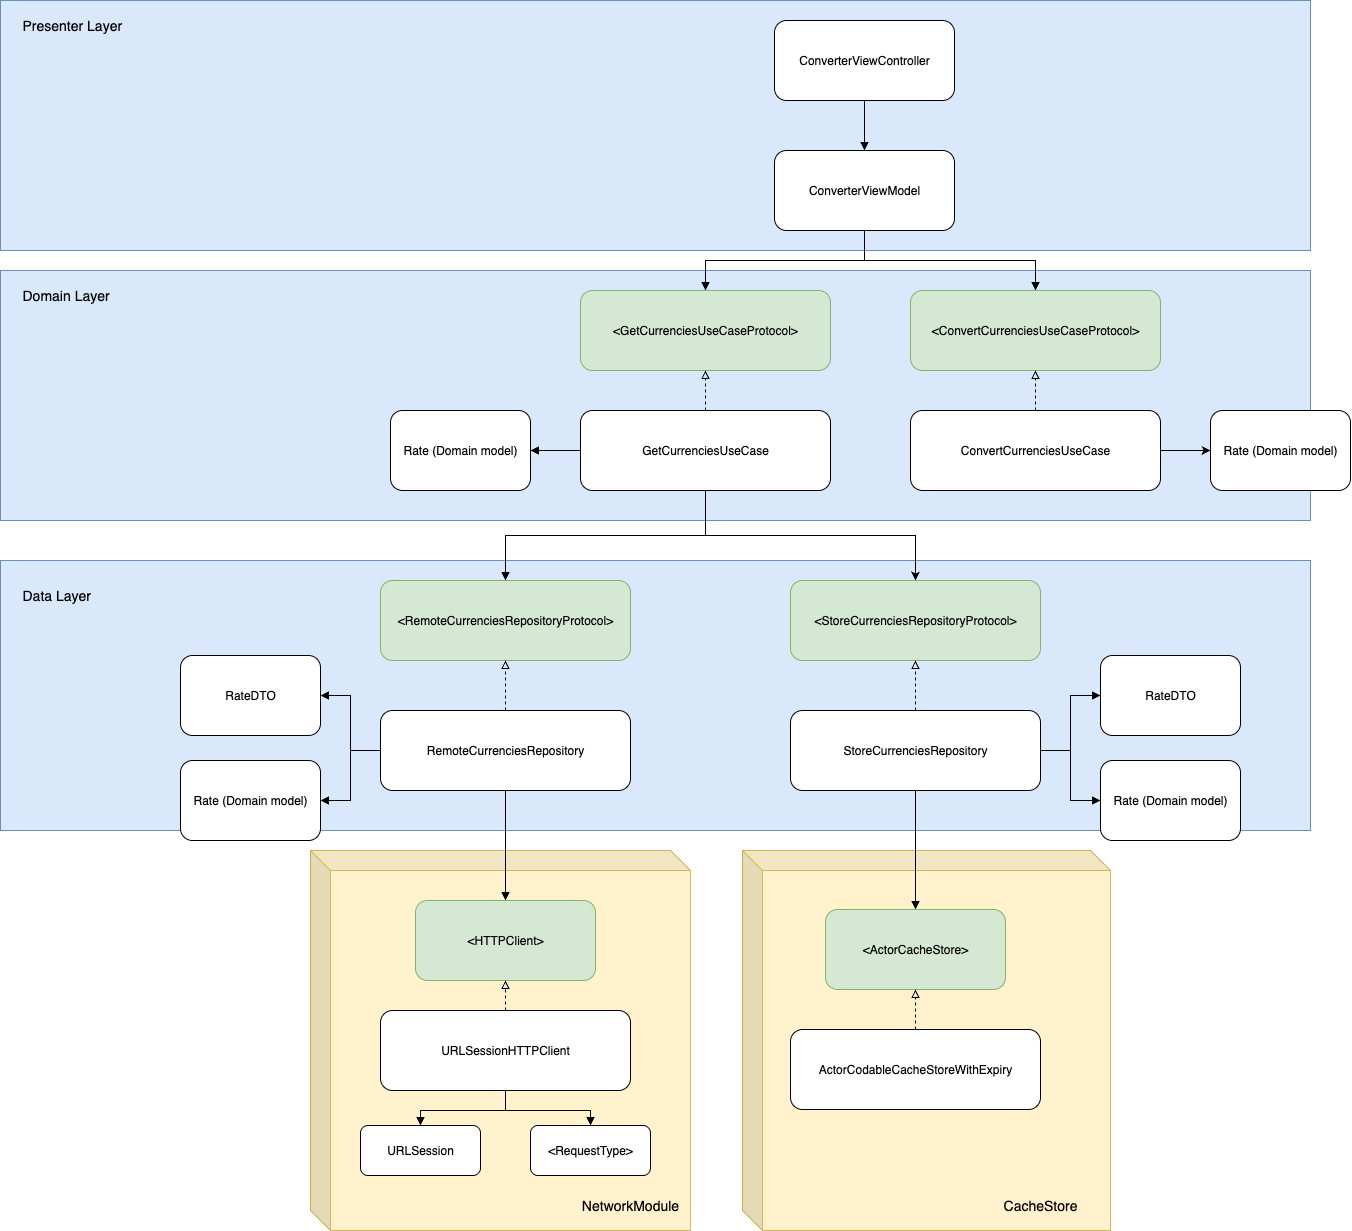 Presenter Layer
ConverterViewController
ConverterViewModel
Domain Layer
<GetCurrenciesUseCaseProtocol>
<ConvertCurrenciesUseCaseProtocol>
Rate (Domain model)
GetCurrenciesUseCase
ConvertCurrenciesUseCase
Rate (Domain model)
Data Layer
<RemoteCurrenciesRepositoryProtocol>
<StoreCurrenciesRepositoryProtocol>
RateDTO
RateDTO
RemoteCurrenciesRepository
StoreCurrenciesRepository
Rate (Domain model)
Rate (Domain model)
<HTTPClient>
<ActorCacheStore>
URLSessionHTTPClient
ActorCodableCacheStoreWithExpiry
URLSession
<RequestType>
NetworkModule
CacheStore